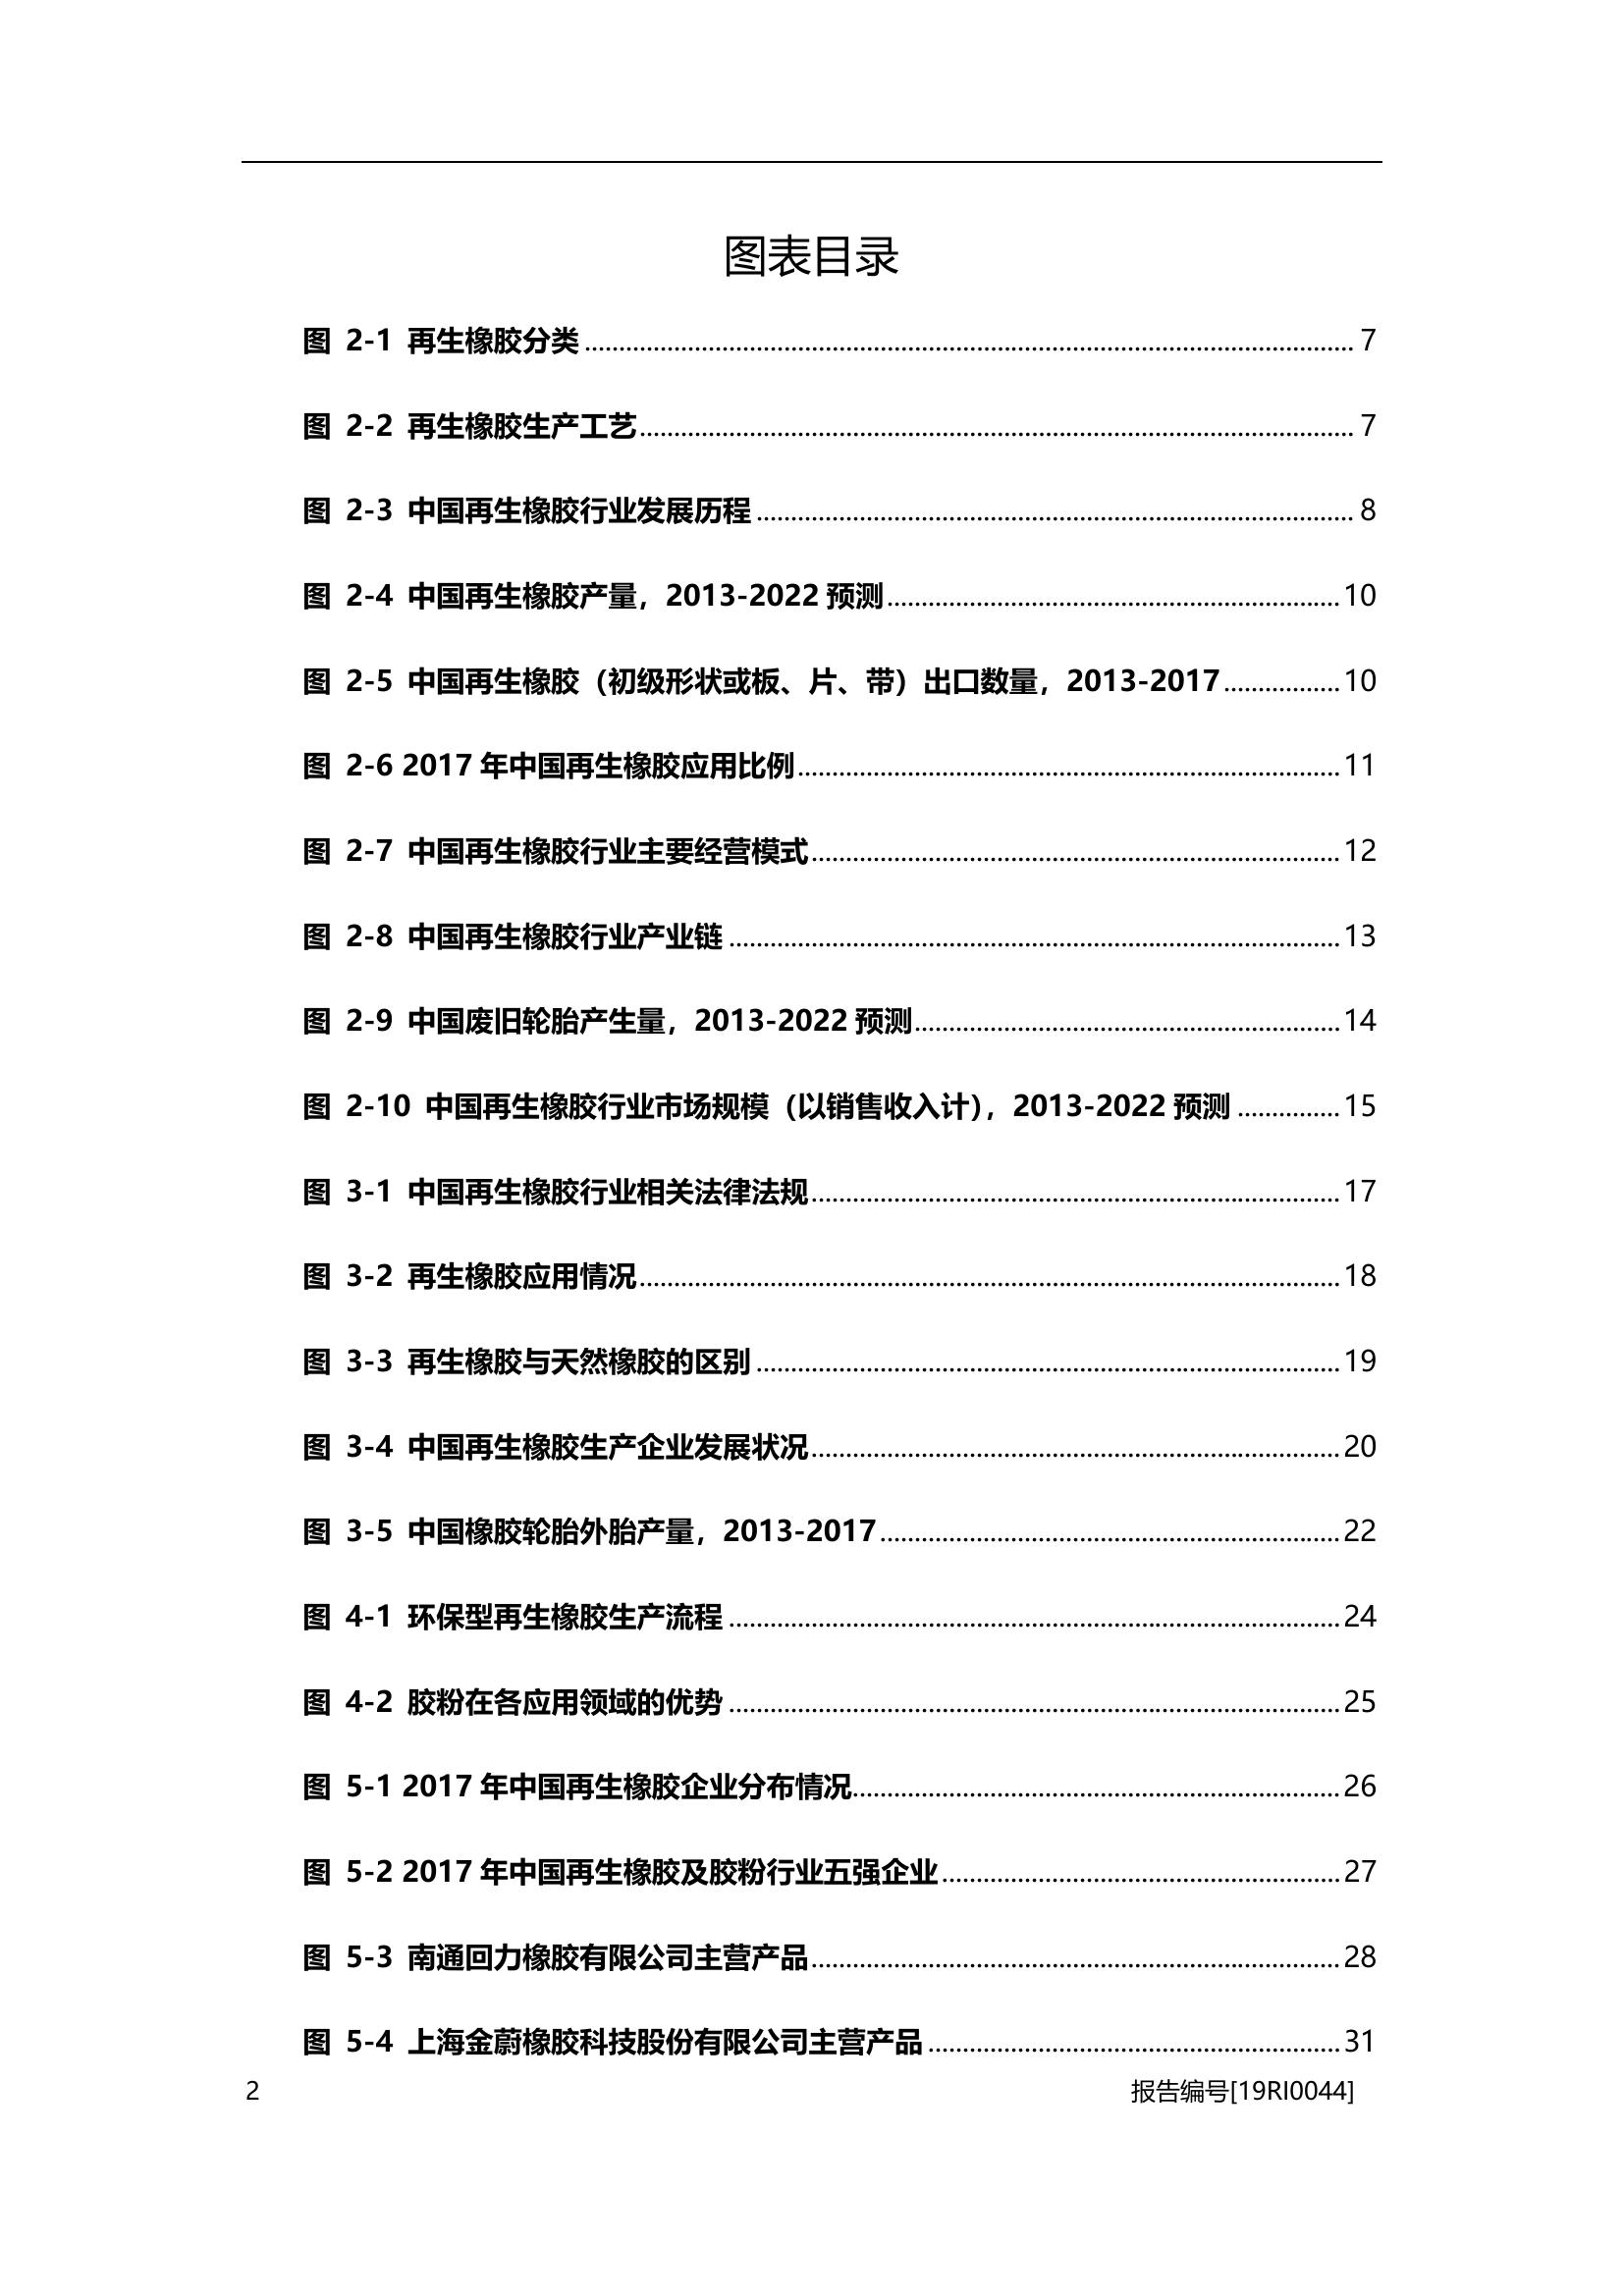 图表目录
图 2-1 再生橡胶分类 7
图 2-2 再生橡胶生产工艺 7
图 2-3 中国再生橡胶行业发展历程 8
图 2-4 中国再生橡胶产量，2013-2022 预测 10
图 2-5 中国再生橡胶（初级形状或板、片、带）出口数量，2013-2017 10
图 2-6 2017 年中国再生橡胶应用比例 11
图 2-7 中国再生橡胶行业主要经营模式 12
图 2-8 中国再生橡胶行业产业链 13
图 2-9 中国废旧轮胎产生量，2013-2022 预测 14
图 2-10 中国再生橡胶行业市场规模（以销售收入计），2013-2022 预测 15
图 3-1 中国再生橡胶行业相关法律法规 17
图 3-2 再生橡胶应用情况 18
图 3-3 再生橡胶与天然橡胶的区别 19
图 3-4 中国再生橡胶生产企业发展状况 20
图 3-5 中国橡胶轮胎外胎产量，2013-2017 22
图 4-1 环保型再生橡胶生产流程 24
图 4-2 胶粉在各应用领域的优势 25
图 5-1 2017 年中国再生橡胶企业分布情况 26
图 5-2 2017 年中国再生橡胶及胶粉行业五强企业 27
图 5-3 南通回力橡胶有限公司主营产品 28
图 5-4 上海金蔚橡胶科技股份有限公司主营产品 31
2 报告编号[19RI0044]